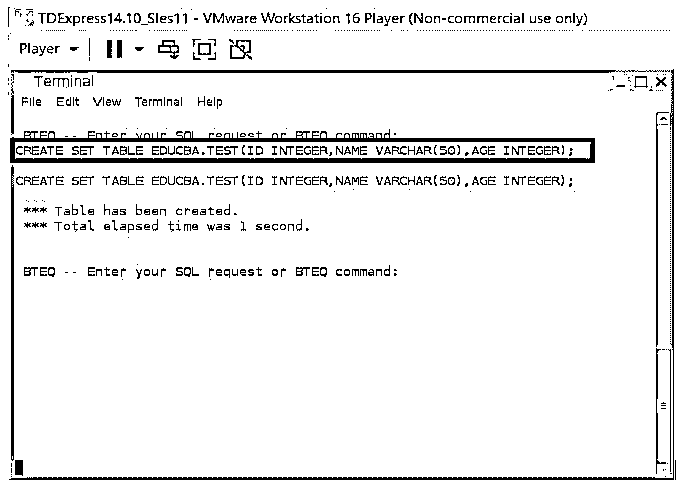 TDExpress14.10_Sles11 - VMware Workstation 16 Player (Non-commercial use only)
Player
Terminal
File Edit View Terminal Help
BTEQ -- Enter your SQL request or BTEQ command:
CREATE SET TABLE EDUCBA.TEST(ID INTEGER,NAME VARCHAR(50),AGE INTEGER);
CREATE SET TABLE EDUCBA.TEST(ID INTEGER,NAME VARCHAR(50),AGE INTEGER);
*** Table has been created.
*** Total elapsed time was 1 second.
BTEQ -- Enter your SQL request or BTEQ command: